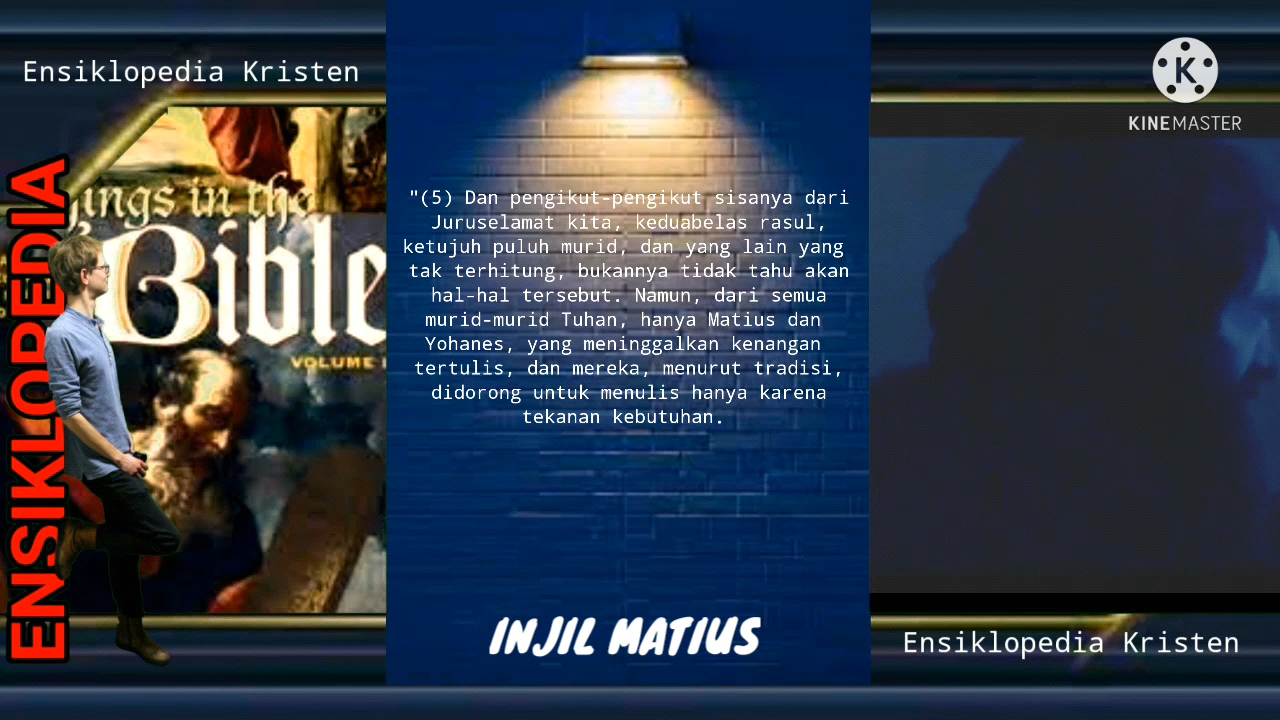 Ensiklopedia Kristen
ENSIKLOPEDIA
ings in the
Bible
VOLUME
"(5) Dan pengikut-pengikut sisanya dari
Juruselamat kita, keduabelas rasul,
ketujuh puluh murid, dan yang lain yang
tak terhitung, bukannya tidak tahu akan
hal-hal tersebut. Namun, dari semua
murid-murid Tuhan, hanya Matius dan
Yohanes, yang meninggalkan kenangan
tertulis, dan mereka, menurut tradisi,
didorong untuk menulis hanya karena
tekanan kebutuhan.
INJIL MATIUS
K
KINEMASTER
Ensiklopedia Kristen